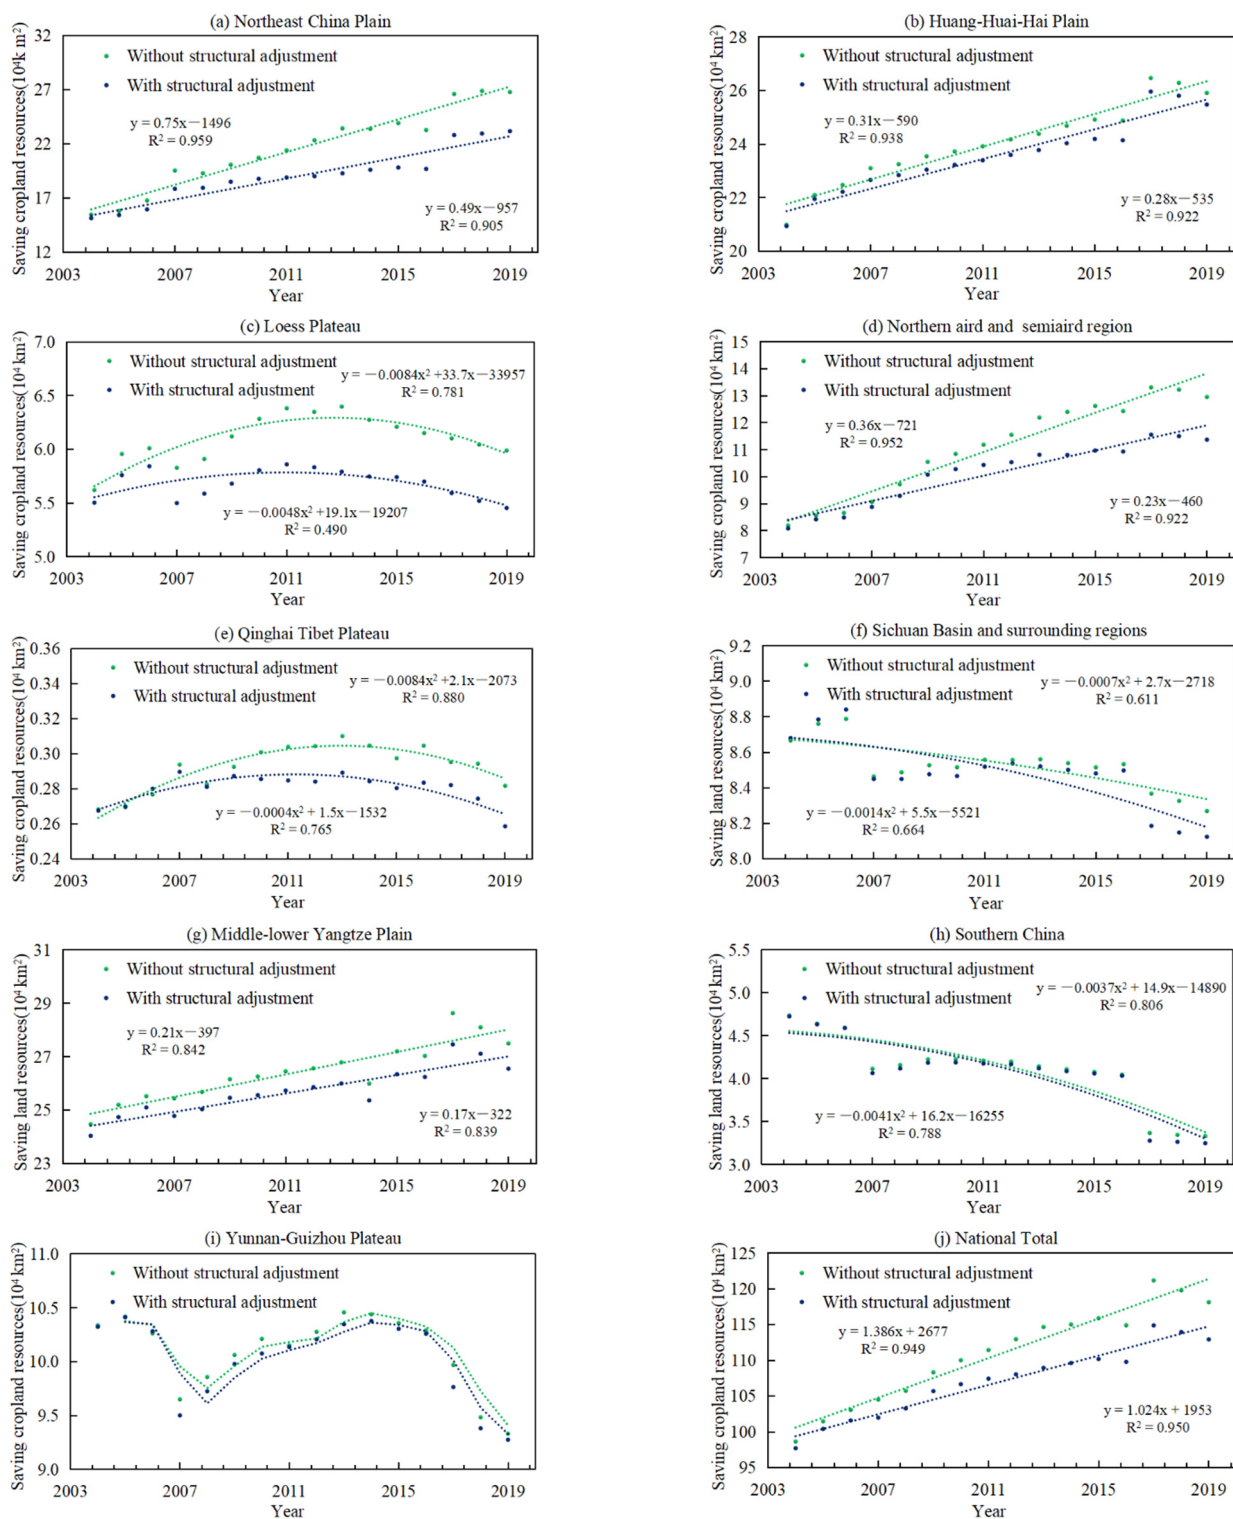 (a) Northeast China Plain
Saving cropland resources(10⁴k m²)
32
27
22
17
12
Without structural adjustment
With structural adjustment
y = 0.75x−1496
R² = 0.959
y = 0.49x−957
R² = 0.905
2003 2007 2011 2015 2019
Year
(b) Huang-Huai-Hai Plain
Saving cropland resources(10⁴ km²)
28
26
24
22
20
Without structural adjustment
With structural adjustment
y = 0.31x−590
R² = 0.938
y = 0.28x−535
R² = 0.922
2003 2007 2011 2015 2019
Year
(c) Loess Plateau
Saving cropland resources(10⁴ km²)
7.0
6.5
6.0
5.5
5.0
Without structural adjustment
With structural adjustment
y = −0.0084x² +33.7x−33957
R² = 0.781
y = −0.0048x² +19.1x−19207
R² = 0.490
2003 2007 2011 2015 2019
Year
(d) Northern aird and semiaird region
Saving cropland resources(10⁴ km²)
15
14
13
12
11
10
9
8
7
Without structural adjustment
With structural adjustment
y = 0.36x−721
R² = 0.952
y = 0.23x−460
R² = 0.922
2003 2007 2011 2015 2019
Year
(e) Qinghai Tibet Plateau
Saving cropland resources(10⁴ km²)
0.36
0.34
0.32
0.30
0.28
0.26
0.24
Without structural adjustment
With structural adjustment
y = −0.0084x² +2.1x−2073
R² = 0.880
y = −0.0004x² + 1.5x−1532
R² = 0.765
2003 2007 2011 2015 2019
Year
(f) Sichuan Basin and surrounding regions
Saving land resources(10⁴ km²)
9.2
9.0
8.8
8.6
8.4
8.2
8.0
Without structural adjustment
With structural adjustment
y = −0.0007x² + 2.7x−2718
R² = 0.611
y = −0.0014x² + 5.5x−5521
R² = 0.664
2003 2007 2011 2015 2019
Year
(g) Middle-lower Yangtze Plain
Saving land resources(10⁴ km²)
31
29
27
25
23
Without structural adjustment
With structural adjustment
y = 0.21x−397
R² = 0.842
y = 0.17x−322
R² = 0.839
2003 2007 2011 2015 2019
Year
(h) Southern China
Saving land resources(10⁴ km²)
5.5
5.0
4.5
4.0
3.5
3.0
Without structural adjustment
With structural adjustment
y = −0.0037x² + 14.9x−14890
R² = 0.806
y = −0.0041x² + 16.2x−16255
R² = 0.788
2003 2007 2011 2015 2019
Year
(i) Yunnan-Guizhou Plateau
Saving cropland resources(10⁴ km²)
11.0
10.5
10.0
9.5
9.0
Without structural adjustment
With structural adjustment
2003 2007 2011 2015 2019
Year
(j) National Total
Saving cropland resources(10⁴ km²)
125
120
115
110
105
100
95
Without structural adjustment
With structural adjustment
y = 1.386x + 2677
R² = 0.949
y = 1.024x + 1953
R² = 0.950
2003 2007 2011 2015 2019
Year